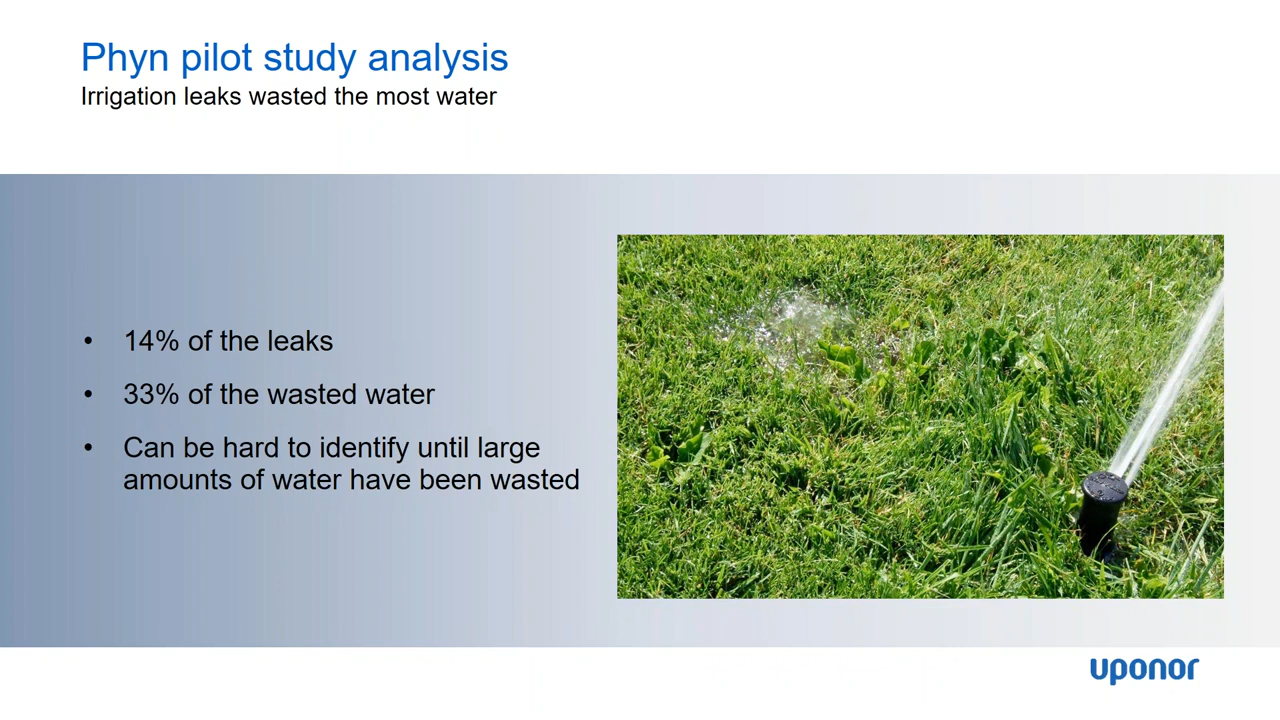 Phyn pilot study analysis
Irrigation leaks wasted the most water
• 14% of the leaks
• 33% of the wasted water
• Can be hard to identify until large
amounts of water have been wasted
uponor